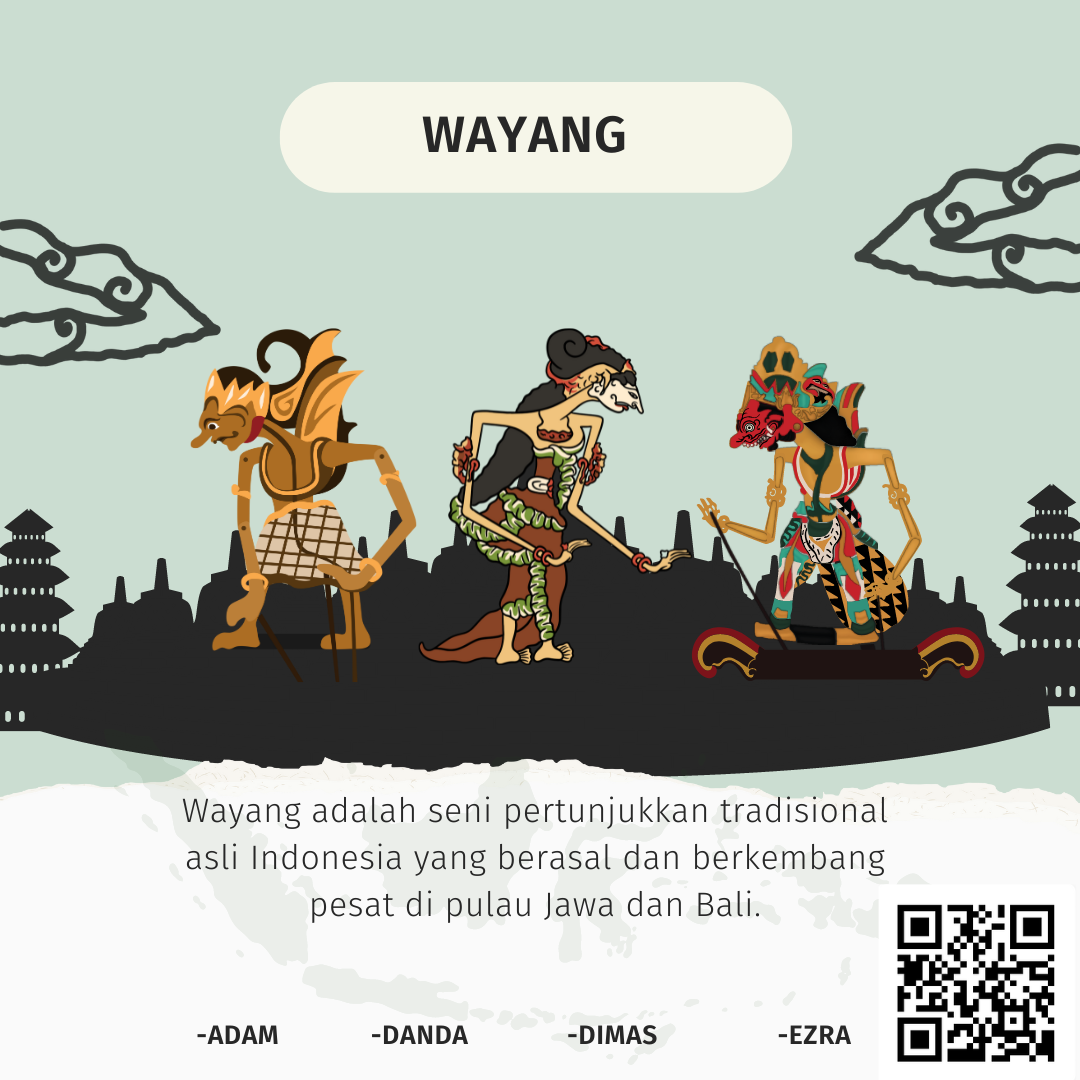 WAYANG
Wayang adalah seni pertunjukkan tradisional
asli Indonesia yang berasal dan berkembang
pesat di pulau Jawa dan Bali.
-ADAM -DANDA -DIMAS -EZRA